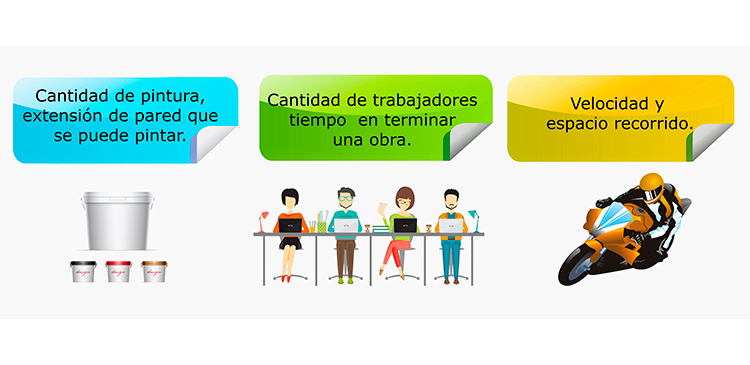 Cantidad de pintura,
extensión de pared que
se puede pintar.
Cantidad de trabajadores
tiempo en terminar
una obra.
Velocidad y
espacio recorrido.